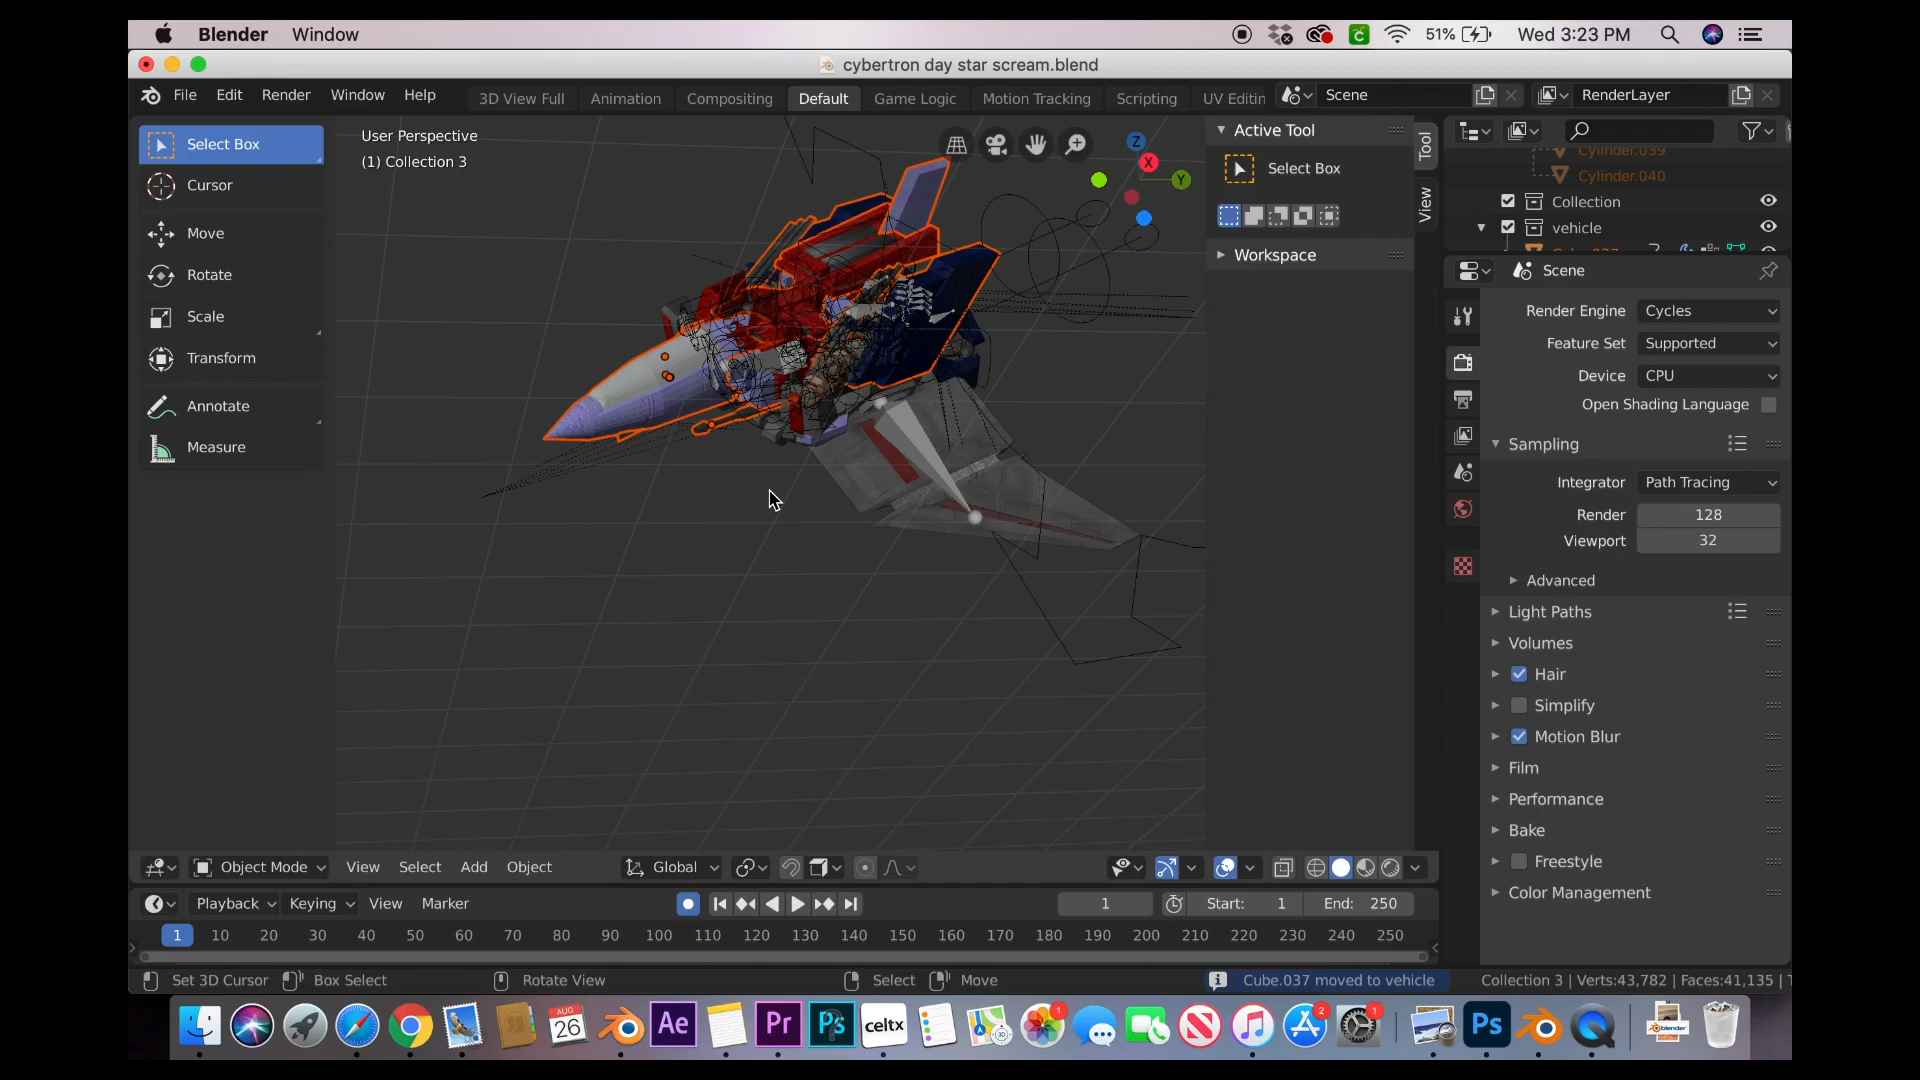 Blender Window
51% Wed 3:23 PM
cybertron day star scream.blend
File Edit Render Window Help
3D View Full Animation Compositing Default Game Logic Motion Tracking Scripting UV Editin
Scene
RenderLayer
Select Box
Cursor
Move
Rotate
Scale
Transform
Annotate
Measure
User Perspective
(1) Collection 3
Z
X
Y
Active Tool
Select Box
Workspace
Tool
View
Cylinder.039
Cylinder.040
Collection
vehicle
Scene
Render Engine Cycles
Feature Set Supported
Device CPU
Open Shading Language
Sampling
Integrator Path Tracing
Render 128
Viewport 32
Advanced
Light Paths
Volumes
Hair
Simplify
Motion Blur
Film
Performance
Bake
Freestyle
Color Management
Object Mode View Select Add Object Global
Playback Keying View Marker 1 Start: 1 End: 250
1 10 20 30 40 50 60 70 80 90 100 110 120 130 140 150 160 170 180 190 200 210 220 230 240 250
Set 3D Cursor Box Select Rotate View Select Move Cube.037 moved to vehicle Collection 3 | Verts:43,782 | Faces:41,135 | T
AUG
26
Ae
Pr
Ps
celtx
1
2
1
Ps
blender